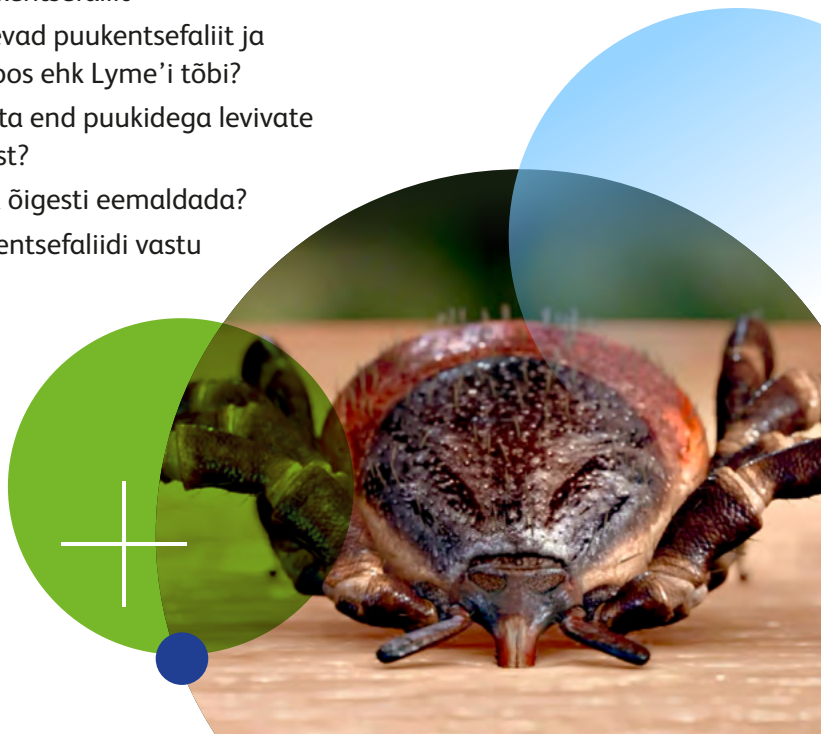 evad puukentsefaliit ja
oos ehk Lyme’i tõbi?
ta end puukidega levivate
st?
õigesti eemaldada?
entsefaliidi vastu